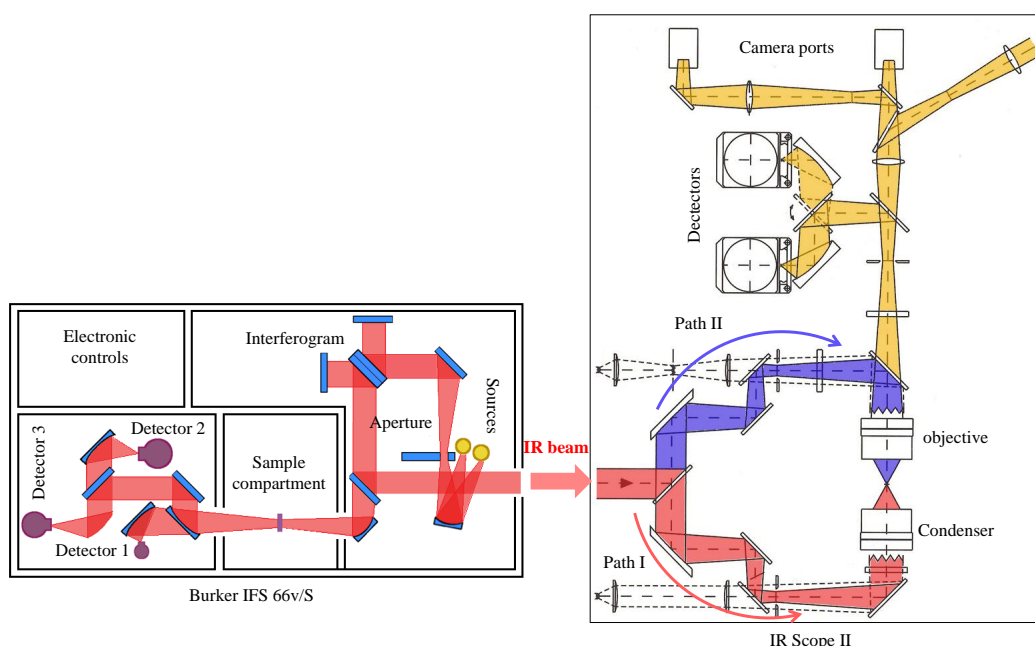 Camera ports
Dectectors
Path II
Electronic
controls
Interferogram
Sources
Aperture
Detector 3
Detector 2
Sample
compartment
IR beam
objective
Detector 1
Condenser
Path I
Burker IFS 66v/S
IR Scope II